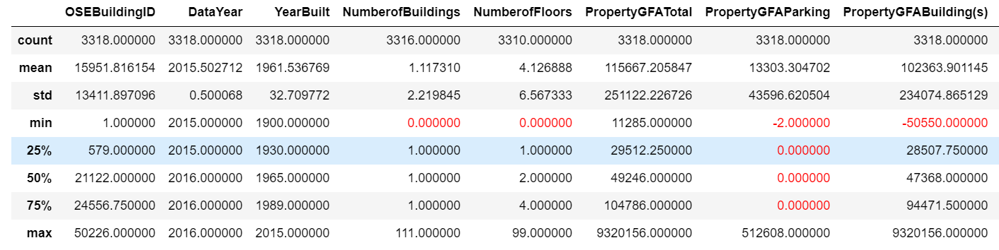 OSEBuildingID DataYear YearBuilt NumberofBuildings NumberofFloors PropertyGFATotal PropertyGFAParking PropertyGFABuilding(s)
count 3318.000000 3318.000000 3318.000000 3316.000000 3310.000000 3318.000000 3318.000000 3318.000000
mean 15951.816154 2015.502712 1961.536769 1.117310 4.126888 115667.205847 13303.304702 102363.901145
std 13411.897096 0.500068 32.709772 2.219845 6.567333 251122.226726 43596.620504 234074.865129
min 1.000000 2015.000000 1900.000000 0.000000 0.000000 11285.000000 -2.000000 -50550.000000
25% 579.000000 2015.000000 1930.000000 1.000000 1.000000 29512.250000 0.000000 28507.750000
50% 21122.000000 2016.000000 1965.000000 1.000000 2.000000 49246.000000 0.000000 47368.000000
75% 24556.750000 2016.000000 1989.000000 1.000000 4.000000 104786.000000 0.000000 94471.500000
max 50226.000000 2016.000000 2015.000000 111.000000 99.000000 9320156.000000 512608.000000 9320156.000000